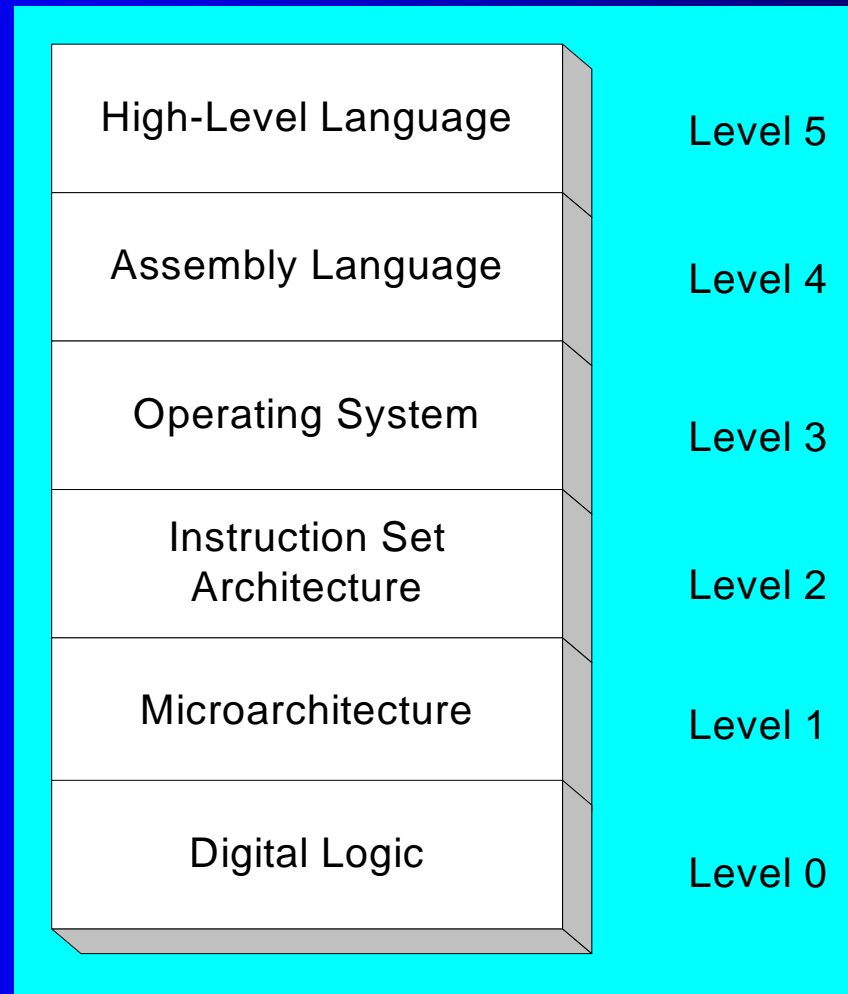 High-Level Language
Level 5
Assembly Language
Level 4
Operating System
Level 3
Instruction Set
Architecture
Level 2
Microarchitecture
Level 1
Digital Logic
Level 0